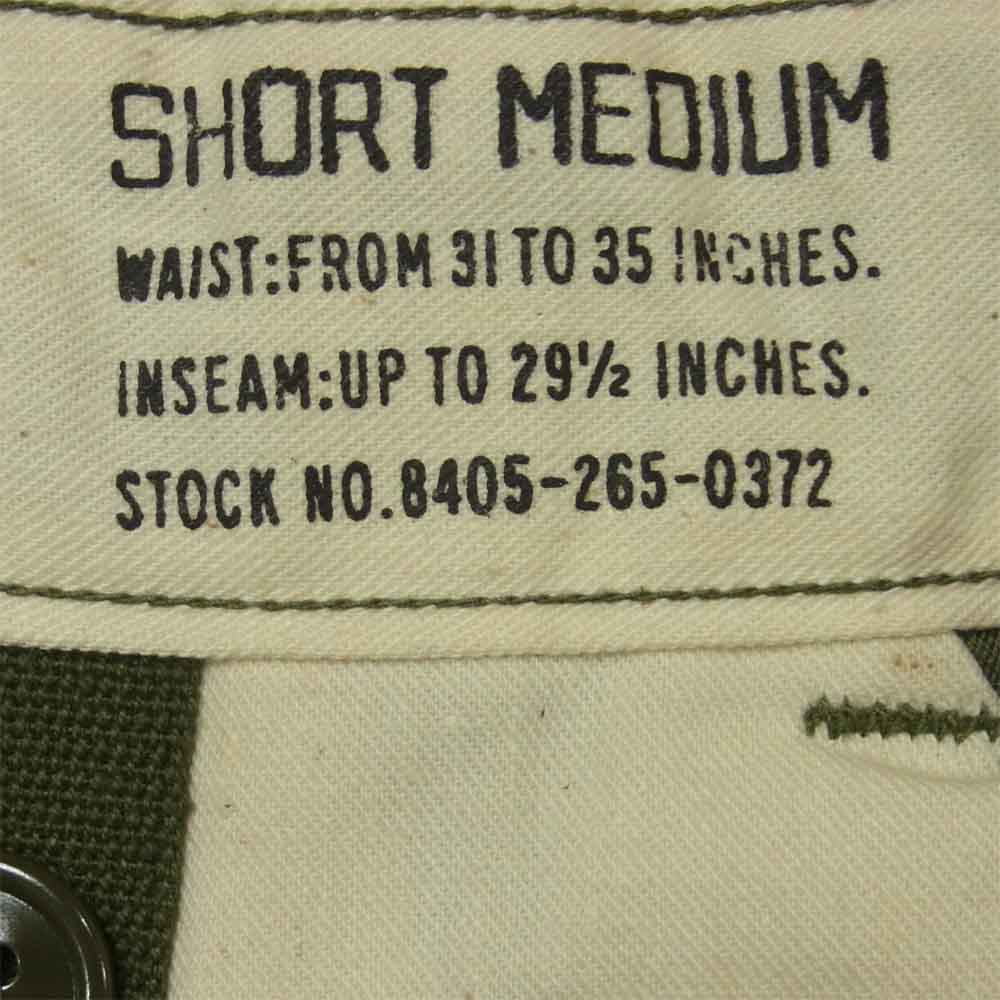 SHORT MEDIUM
WAIST:FROM 31 TO 35 INCHES.
INSEAM:UP TO 29½ INCHES.
STOCK NO.8405-265-0372